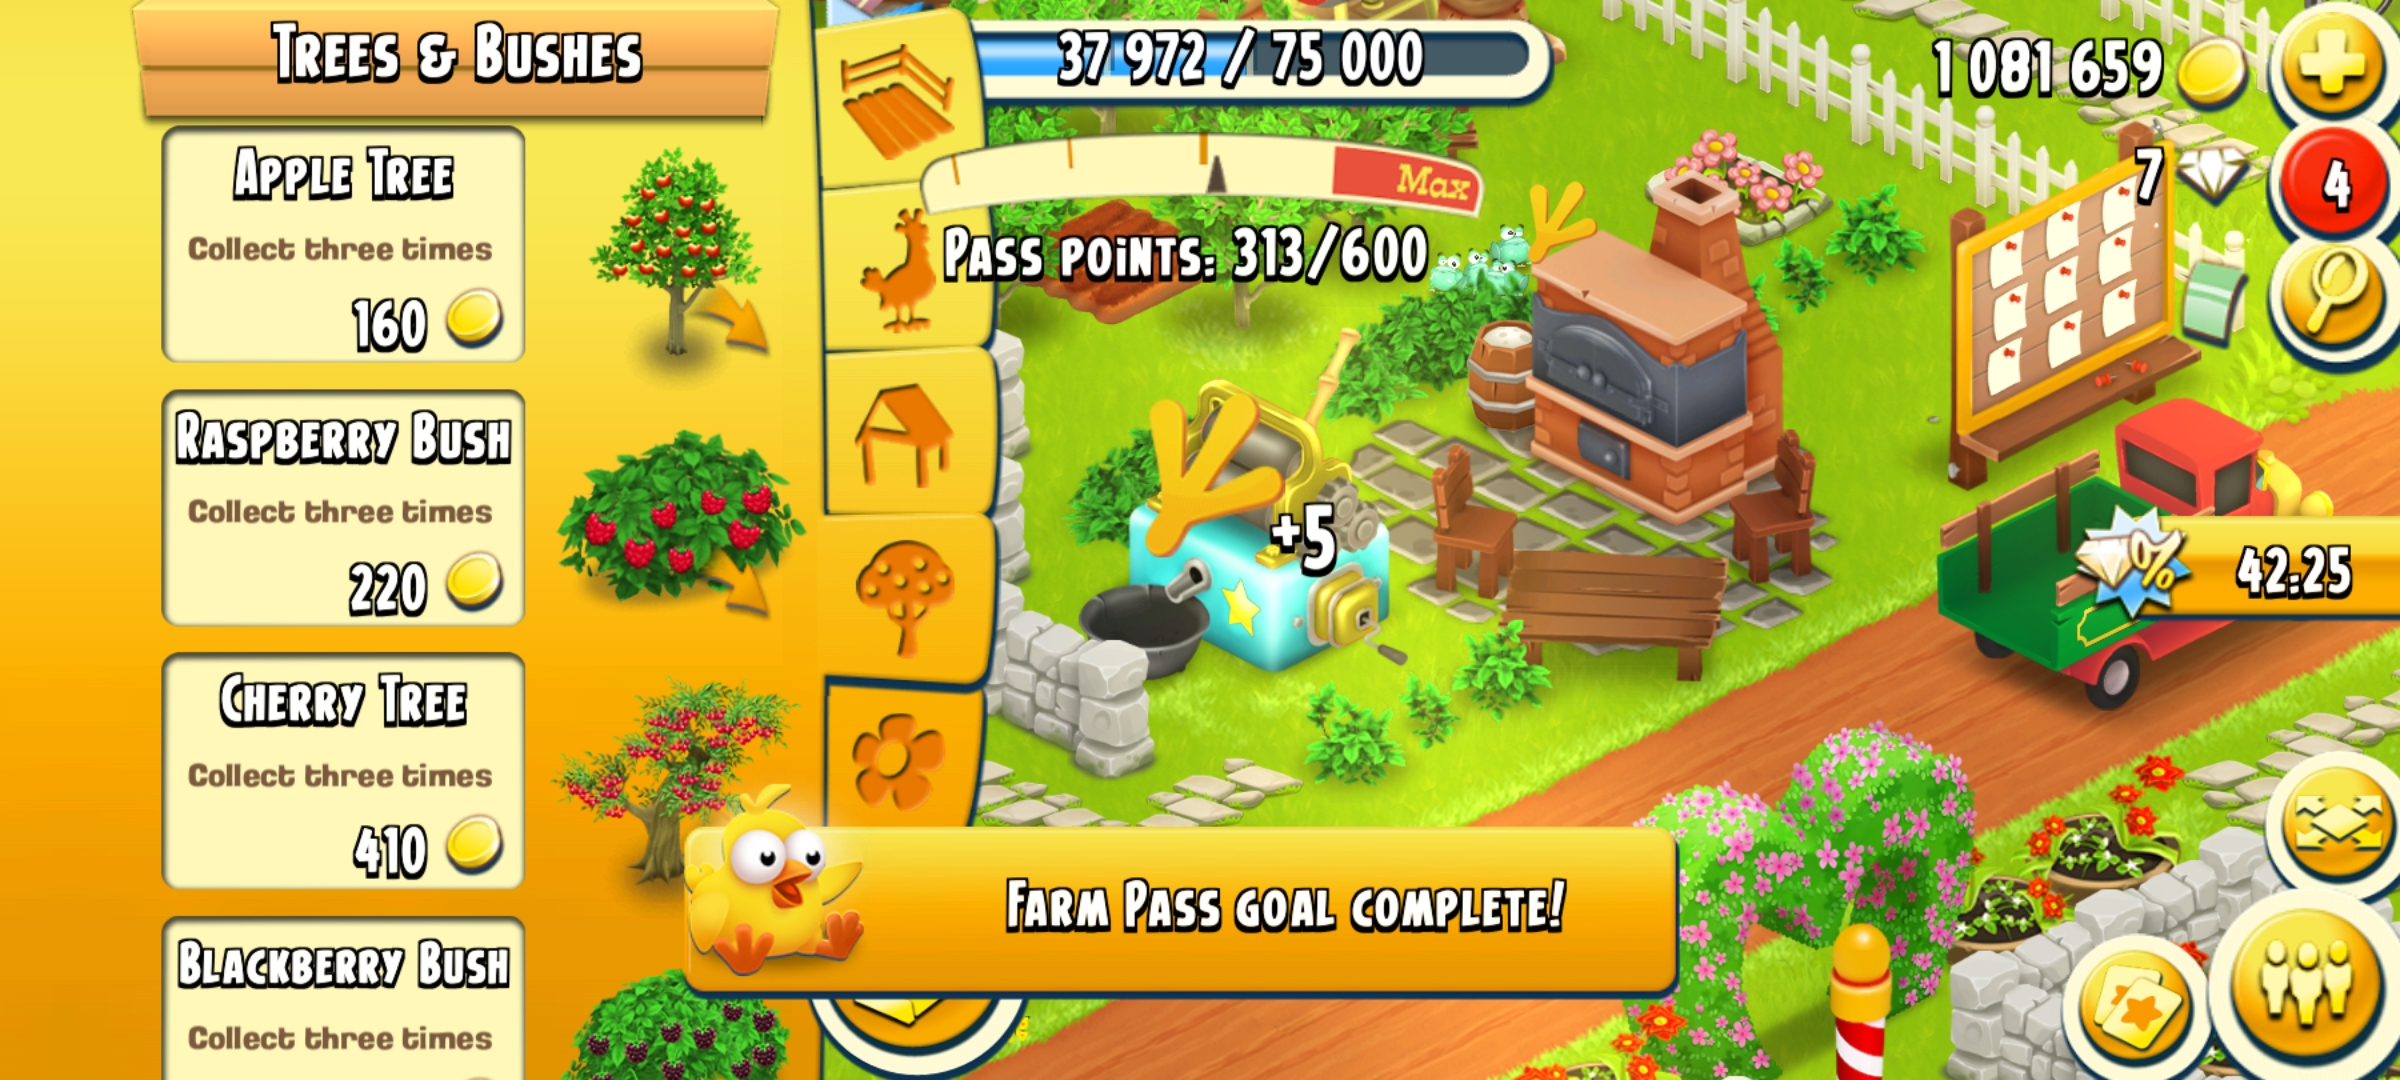 TREES & BUSHES
APPLE TREE
Collect three times
160
RASPBERRY BUSH
Collect three times
220
CHERRY TREE
Collect three times
410
BLACKBERRY BUSH
Collect three times
37 972 / 75 000
Max
PASS POINTS: 313/600
+5
1 081 659
7
4
%
42:25
FARM PASS GOAL COMPLETE!